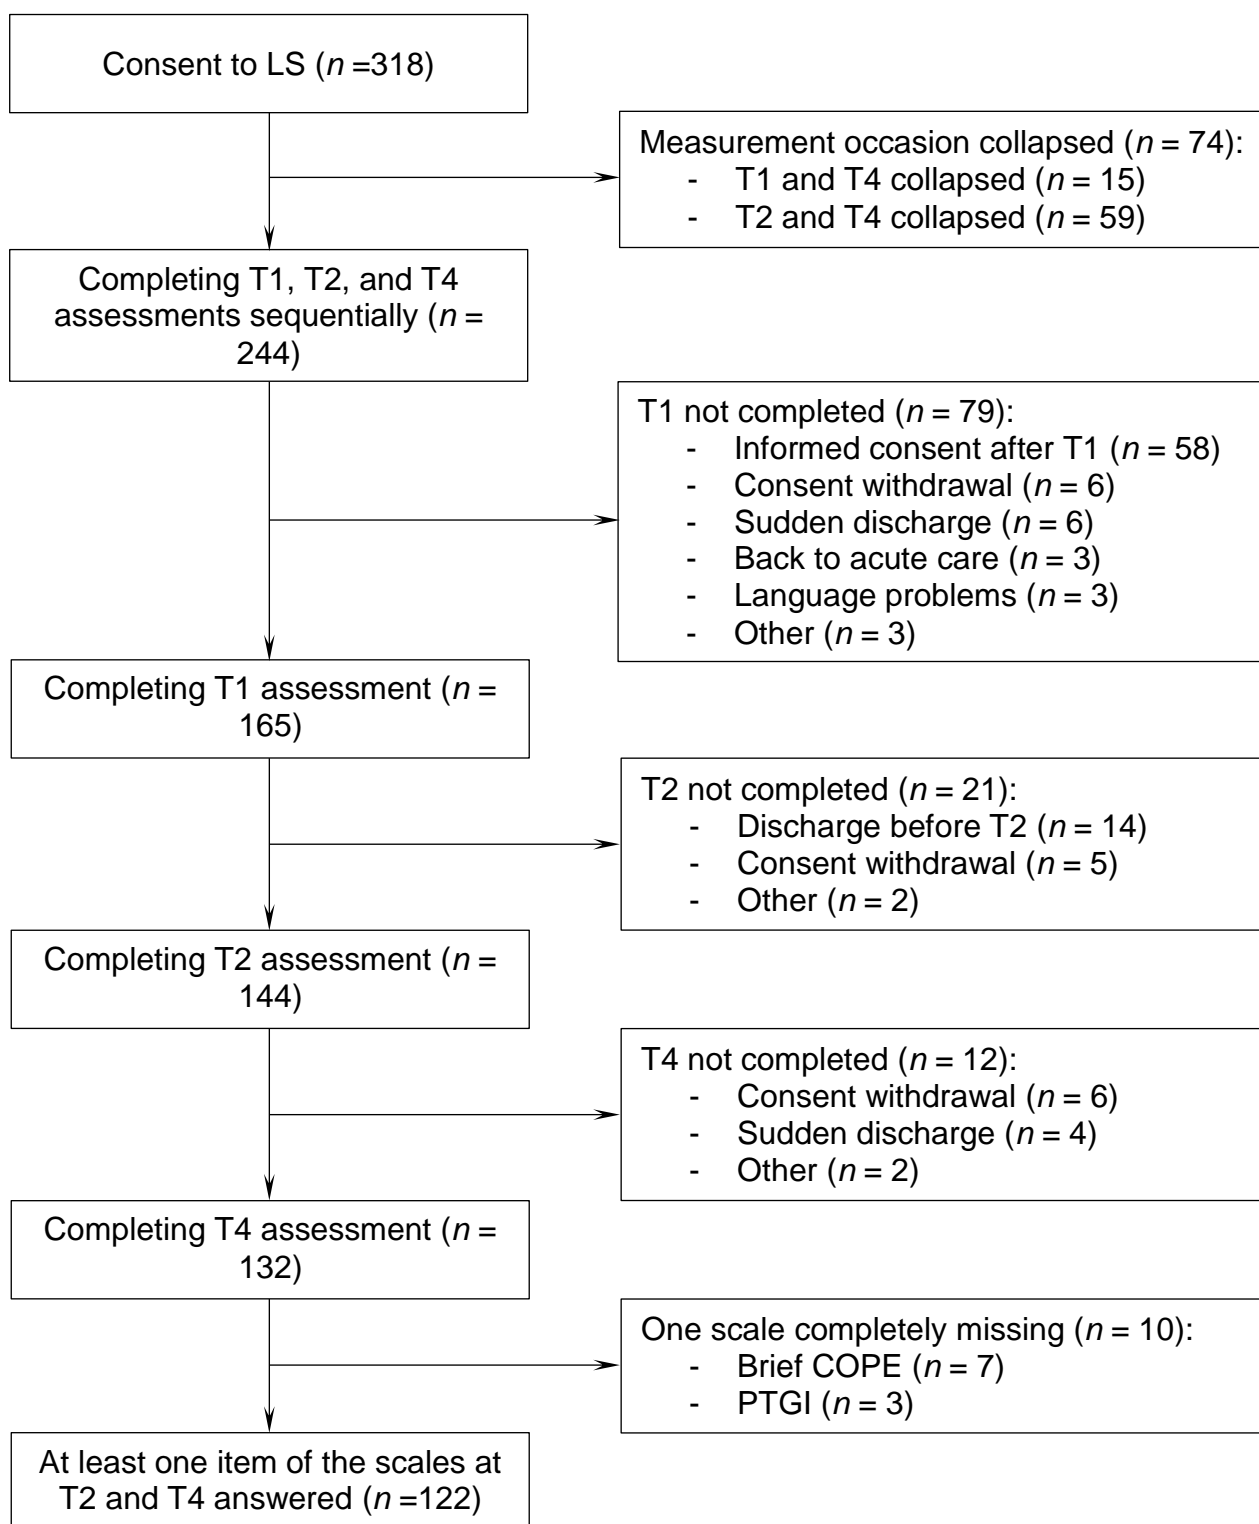 Consent to LS (n =318)
Measurement occasion collapsed (n = 74):
- T1 and T4 collapsed (n = 15)
- T2 and T4 collapsed (n = 59)
Completing T1, T2, and T4
assessments sequentially (n =
244)
T1 not completed (n = 79):
- Informed consent after T1 (n = 58)
- Consent withdrawal (n = 6)
- Sudden discharge (n = 6)
- Back to acute care (n = 3)
- Language problems (n = 3)
- Other (n = 3)
Completing T1 assessment (n =
165)
T2 not completed (n = 21):
- Discharge before T2 (n = 14)
- Consent withdrawal (n = 5)
- Other (n = 2)
Completing T2 assessment (n =
144)
T4 not completed (n = 12):
- Consent withdrawal (n = 6)
- Sudden discharge (n = 4)
- Other (n = 2)
Completing T4 assessment (n =
132)
One scale completely missing (n = 10):
- Brief COPE (n = 7)
- PTGI (n = 3)
At least one item of the scales at
T2 and T4 answered (n =122)